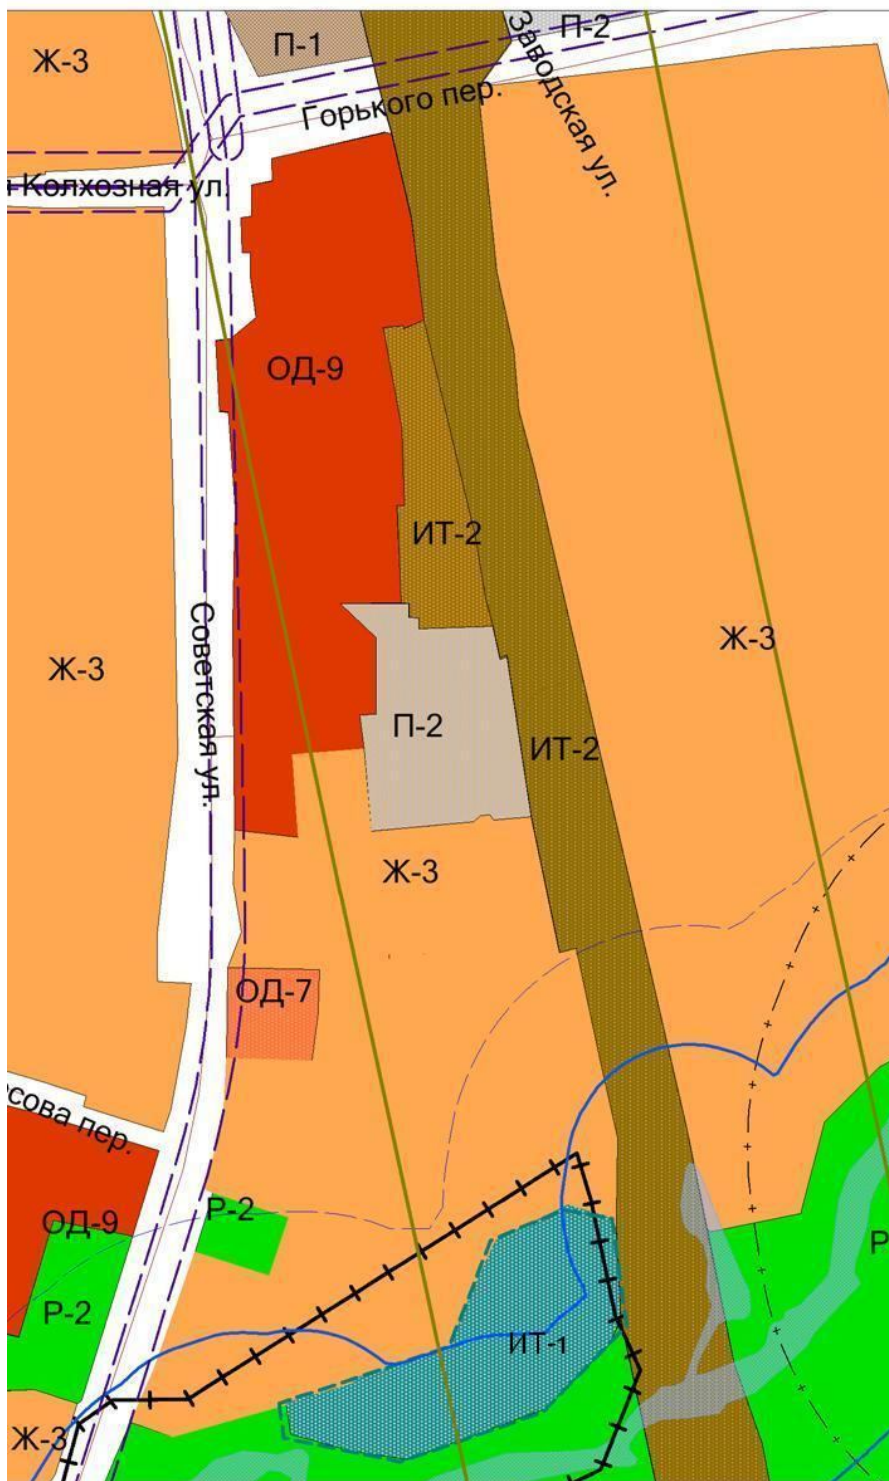 П-1
П-2
Ж-3
Заводская ул.
Горького пер.
Колхозная ул.
ОД-9
ИТ-2
Советская ул.
Ж-3
Ж-3
П-2
ИТ-2
Ж-3
ОД-7
сова пер.
ОД-9
Р-2
Р-2
ИТ-1
Ж-3